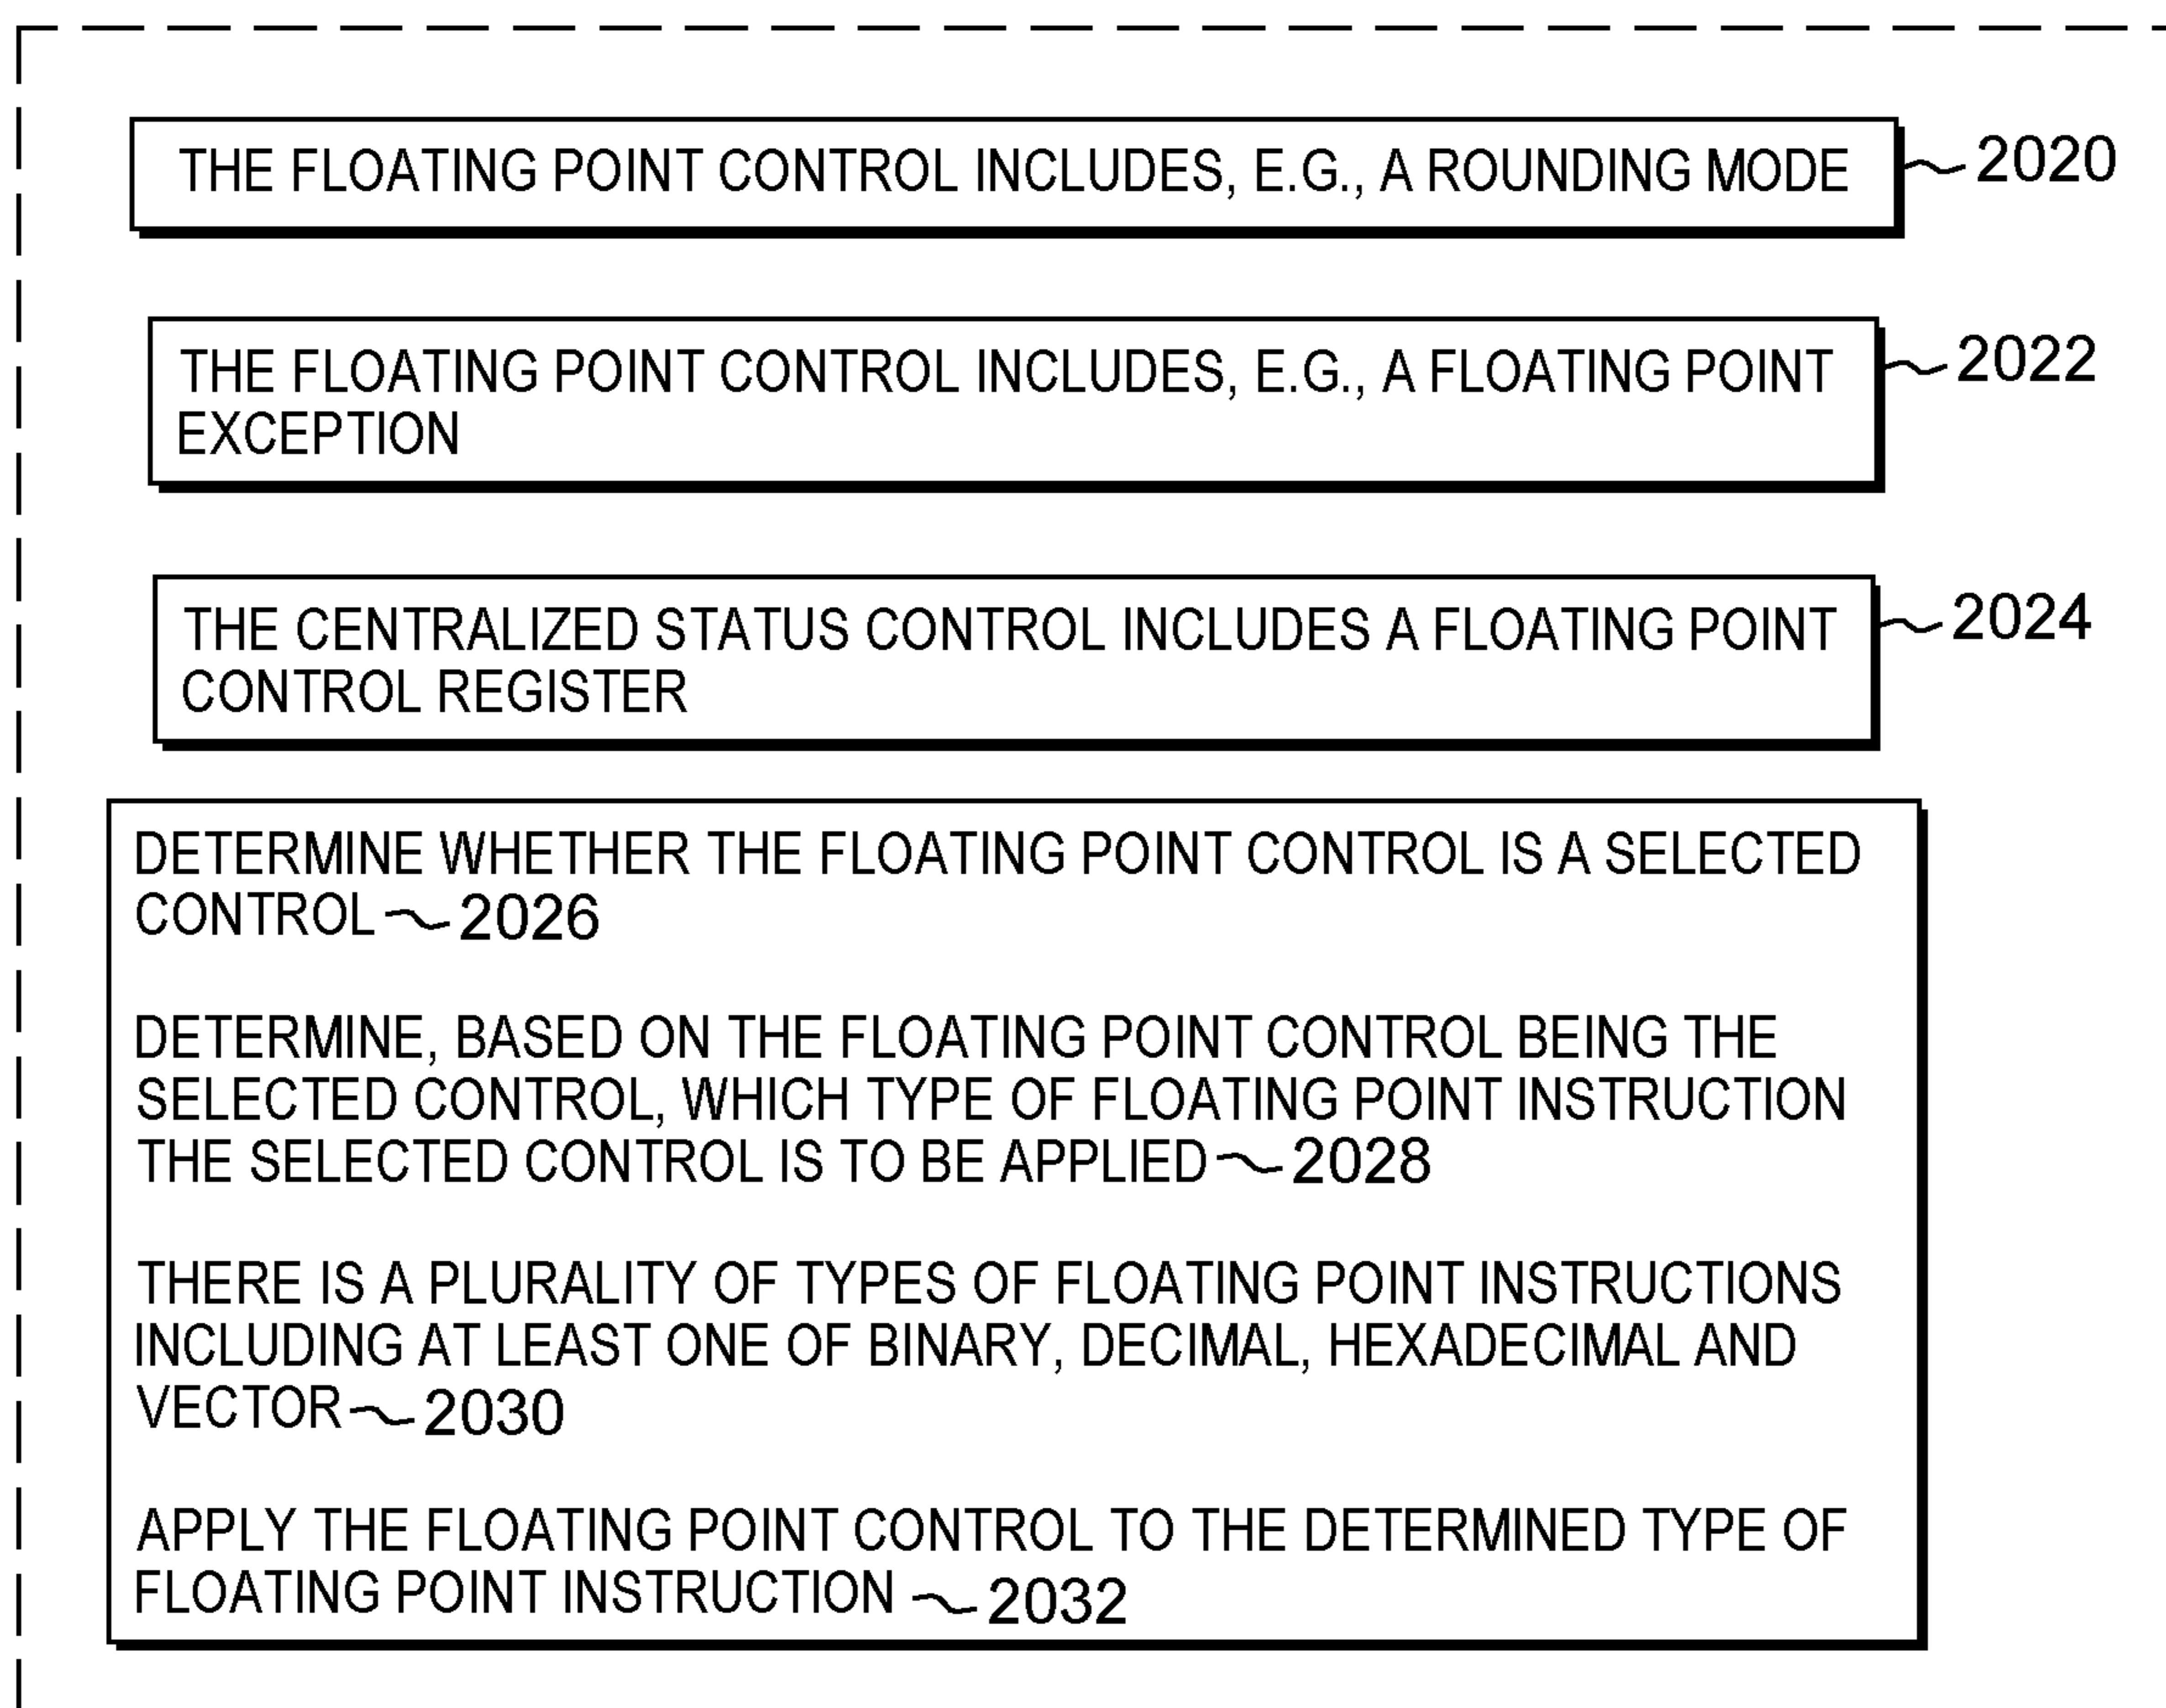 THE FLOATING POINT CONTROL INCLUDES, E.G., A ROUNDING MODE 2020
THE FLOATING POINT CONTROL INCLUDES, E.G., A FLOATING POINT 2022
EXCEPTION
THE CENTRALIZED STATUS CONTROL INCLUDES A FLOATING POINT 2024
CONTROL REGISTER
DETERMINE WHETHER THE FLOATING POINT CONTROL IS A SELECTED
CONTROL 2026
DETERMINE, BASED ON THE FLOATING POINT CONTROL BEING THE
SELECTED CONTROL, WHICH TYPE OF FLOATING POINT INSTRUCTION
THE SELECTED CONTROL IS TO BE APPLIED 2028
THERE IS A PLURALITY OF TYPES OF FLOATING POINT INSTRUCTIONS
INCLUDING AT LEAST ONE OF BINARY, DECIMAL, HEXADECIMAL AND
VECTOR 2030
APPLY THE FLOATING POINT CONTROL TO THE DETERMINED TYPE OF
FLOATING POINT INSTRUCTION 2032